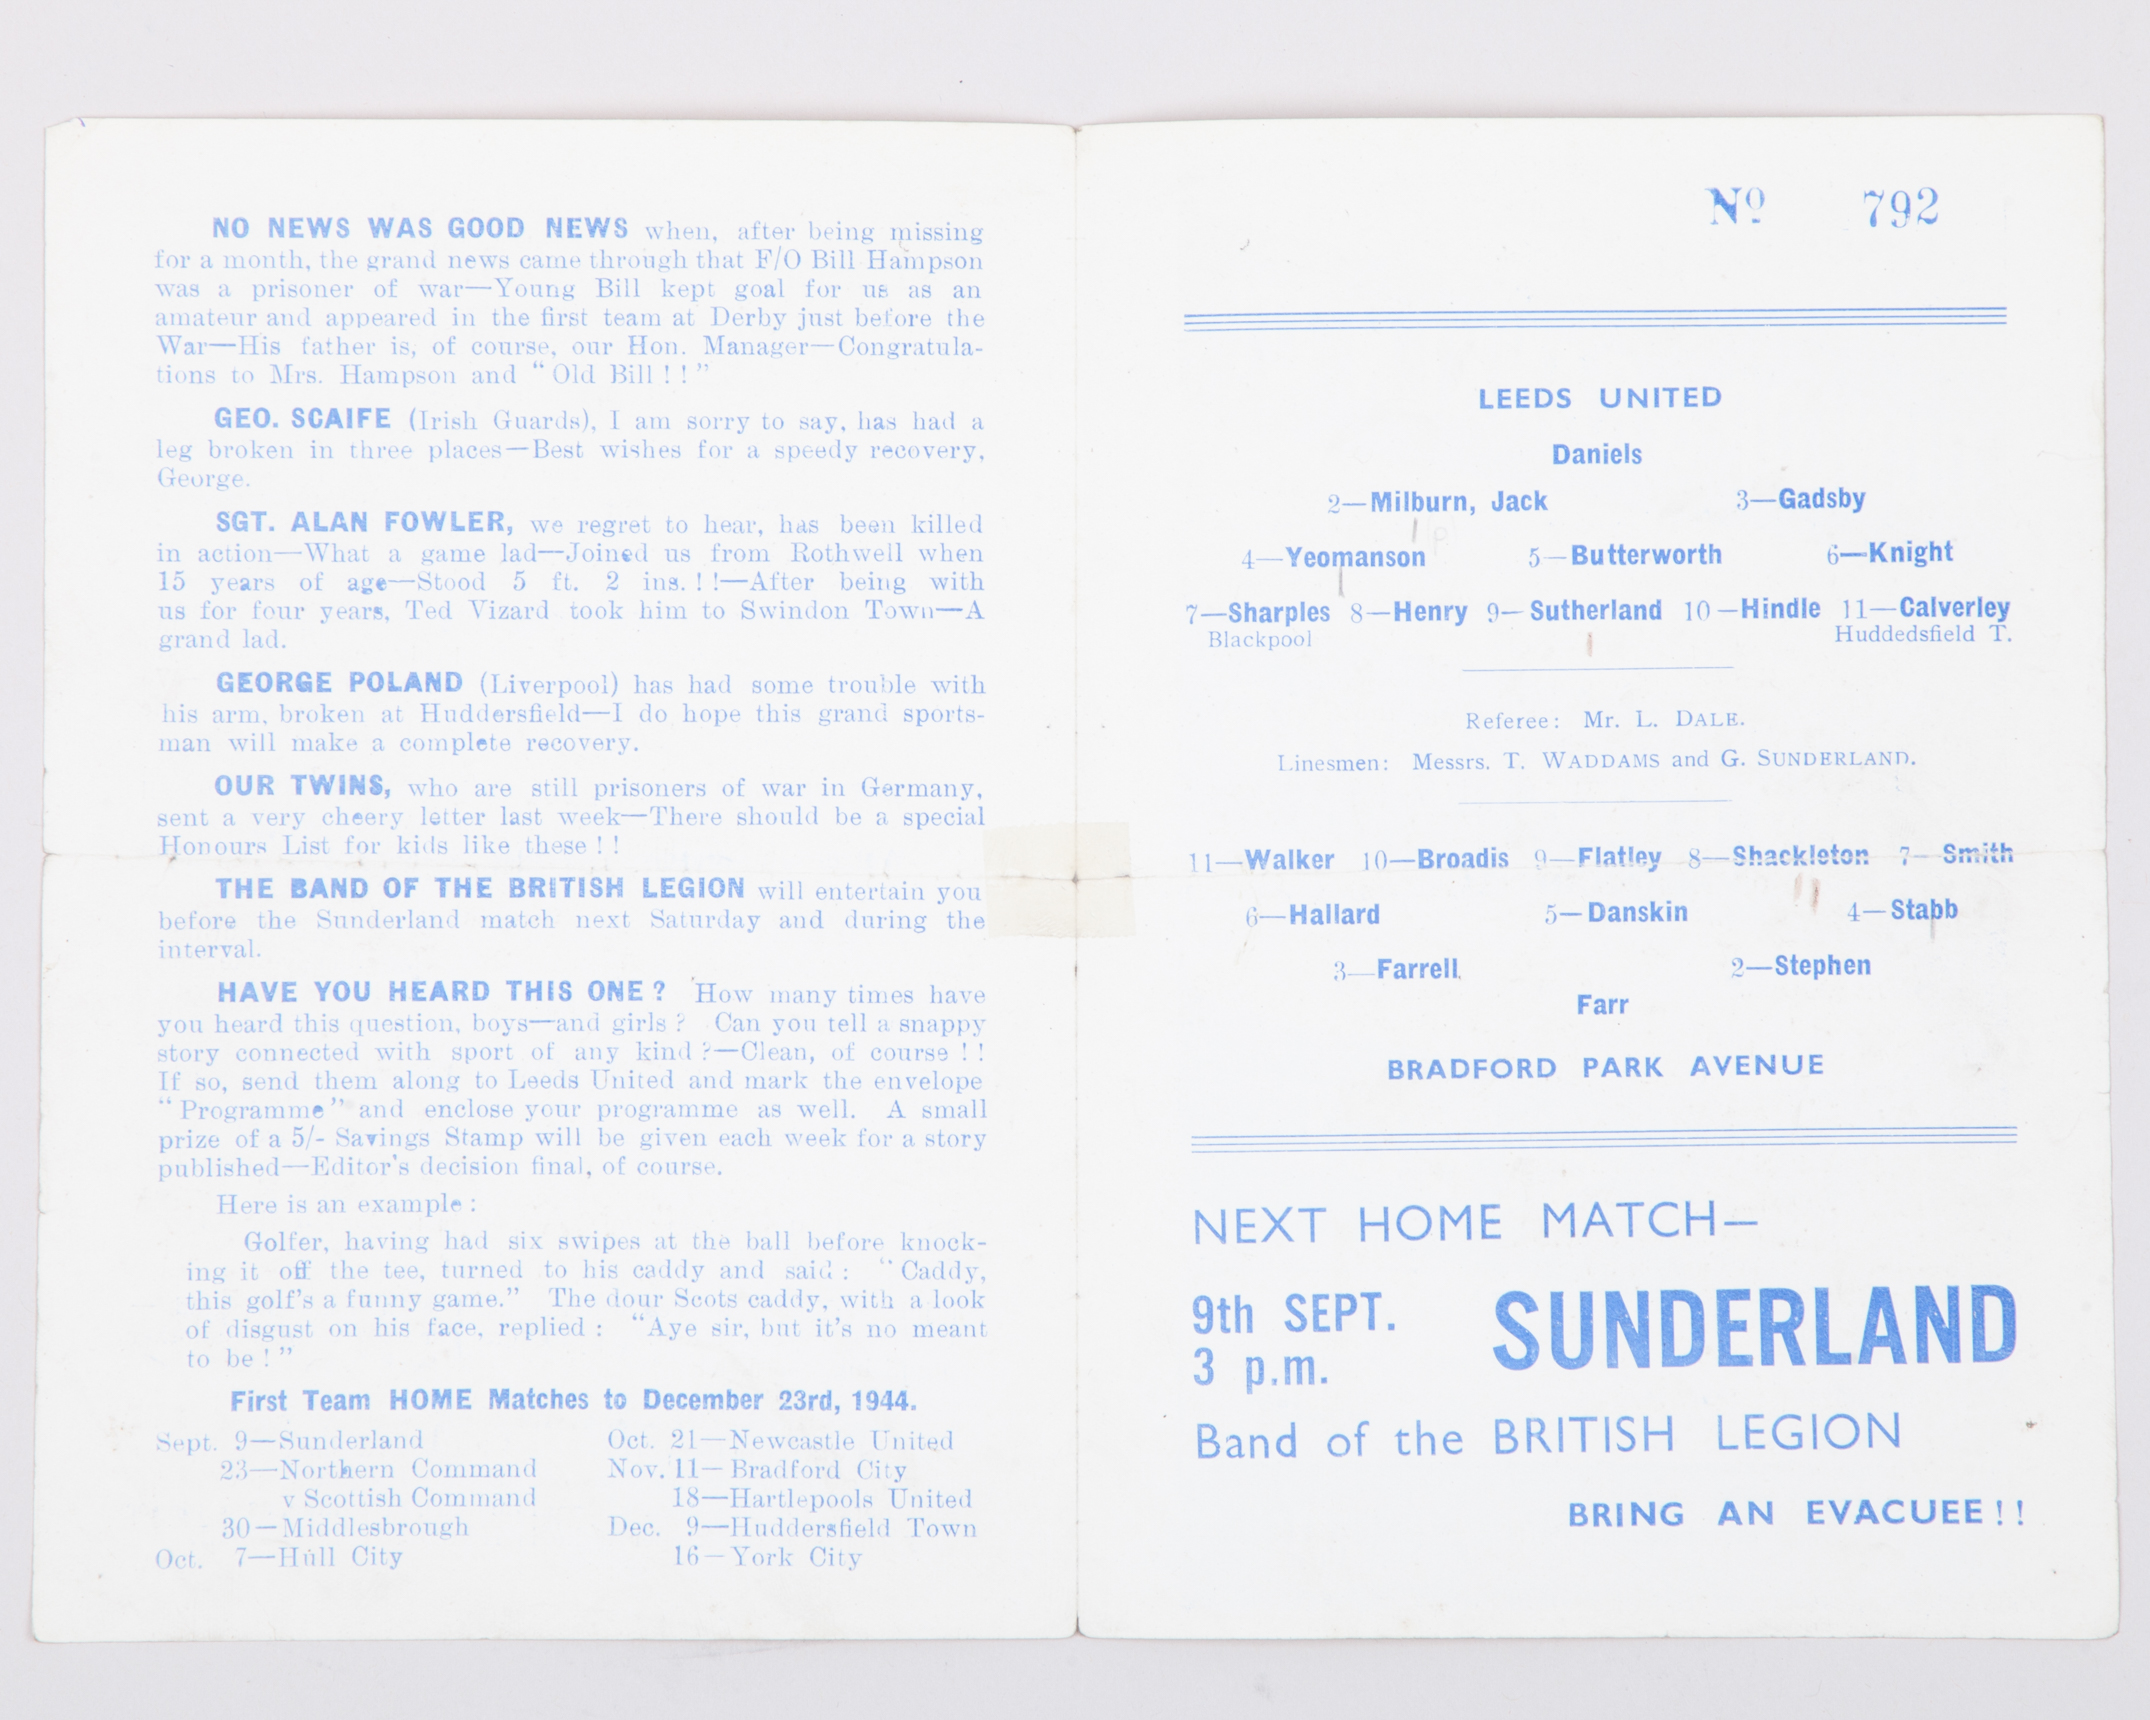 NO NEWS WAS GOOD NEWS when, after being missing
for a month, the grand news came through that F/O Bill Hampson
was a prisoner of war—Young Bill kept goal for us as an
amateur and appeared in the first team at Derby just before the
War—His father is, of course, our Hon. Manager—Congratula-
tions to Mrs. Hampson and "Old Bill!!"
GEO. SCAIFE (Irish Guards), I am sorry to say, has had a
leg broken in three places—Best wishes for a speedy recovery,
George.
SGT. ALAN FOWLER, we regret to hear, has been killed
in action—What a game lad—Joined us from Rothwell when
15 years of age—Stood 5 ft. 2 ins.!!—After being with
us for four years, Ted Vizard took him to Swindon Town—A
grand lad.
GEORGE POLAND (Liverpool) has had some trouble with
his arm, broken at Huddersfield—I do hope this grand sports-
man will make a complete recovery.
OUR TWINS, who are still prisoners of war in Germany,
sent a very cheery letter last week—There should be a special
Honours List for kids like these!!
THE BAND OF THE BRITISH LEGION will entertain you
before the Sunderland match next Saturday and during the
interval.
HAVE YOU HEARD THIS ONE? How many times have
you heard this question, boys—and girls? Can you tell a snappy
story connected with sport of any kind?—Clean, of course!!
If so, send them along to Leeds United and mark the envelope
"Programme" and enclose your programme as well. A small
prize of a 5/- Savings Stamp will be given each week for a story
published—Editor's decision final, of course.
Here is an example:
Golfer, having had six swipes at the ball before knock-
ing it off the tee, turned to his caddy and said: "Caddy,
this golf's a funny game." The dour Scots caddy, with a look
of disgust on his face, replied: "Aye sir, but it's no meant
to be!"
First Team HOME Matches to December 23rd, 1944.
Sept. 9—Sunderland
23—Northern Command
v Scottish Command
30—Middlesbrough
Oct. 7—Hull City
Oct. 21—Newcastle United
Nov. 11—Bradford City
18—Hartlepools United
Dec. 9—Huddersfield Town
16—York City
Nº 792
LEEDS UNITED
Daniels
2—Milburn, Jack 3—Gadsby
4—Yeomanson 5—Butterworth 6—Knight
7—Sharples 8—Henry 9—Sutherland 10—Hindle 11—Calverley
Blackpool Huddedsfield T.
Referee: Mr. L. DALE.
Linesmen: Messrs. T. WADDAMS and G. SUNDERLAND.
11—Walker 10—Broadis 9—Flatley 8—Shackleton 7—Smith
6—Hallard 5—Danskin 4—Stabb
3—Farrell 2—Stephen
Farr
BRADFORD PARK AVENUE
NEXT HOME MATCH—
9th SEPT. SUNDERLAND
3 p.m.
Band of the BRITISH LEGION
BRING AN EVACUEE!!